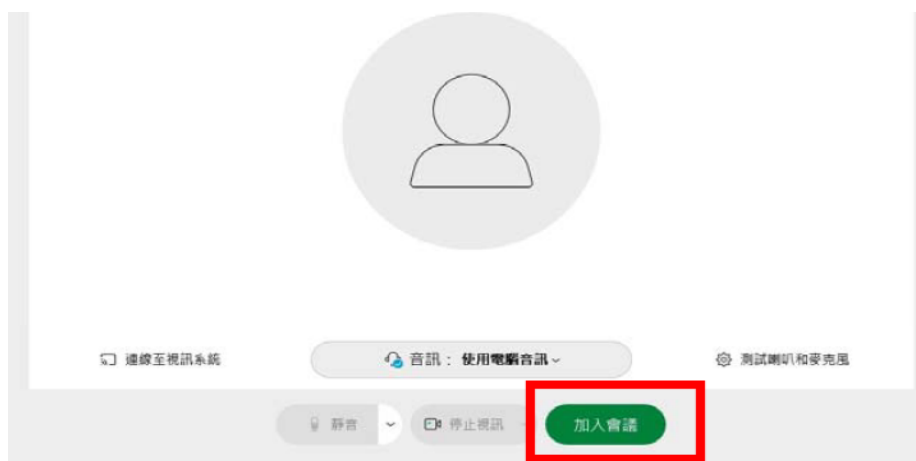 連線至視訊系統
音訊：使用電腦音訊
測試喇叭和麥克風
靜音
停止視訊
加入會議